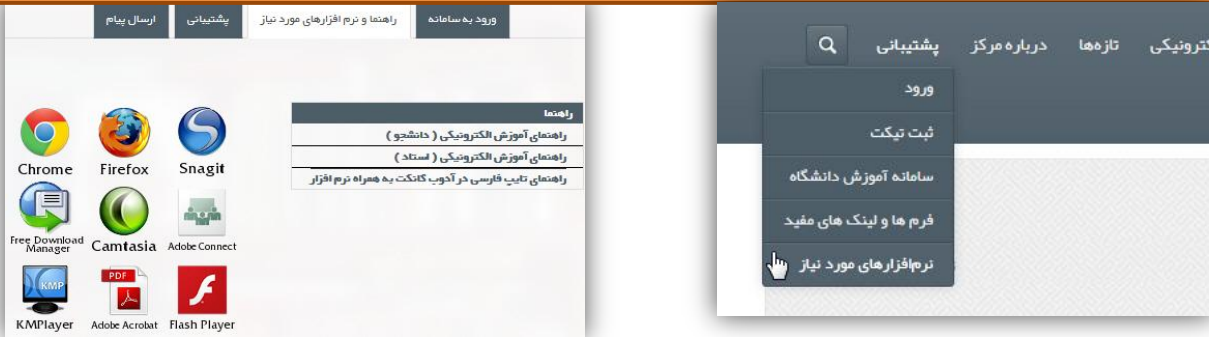 ورود به سامانه
راهنما و نرم افزارهای مورد نیاز
پشتیبانی
ارسال پیام
راهنما
راهنمای آموزش الکترونیکی ( دانشجو )
راهنمای آموزش الکترونیکی ( استاد )
راهنمای تایپ فارسی در آدوب کانکت به همراه نرم افزار
Chrome
Firefox
Snagit
Free Download Manager
Camtasia
Adobe Connect
KMP
PDF
KMPlayer
Adobe Acrobat
Flash Player
کترونیکی
تازه‌ها
درباره مرکز
پشتیبانی
ورود
ثبت تیکت
سامانه آموزش دانشگاه
فرم ها و لینک های مفید
نرم‌افزارهای مورد نیاز